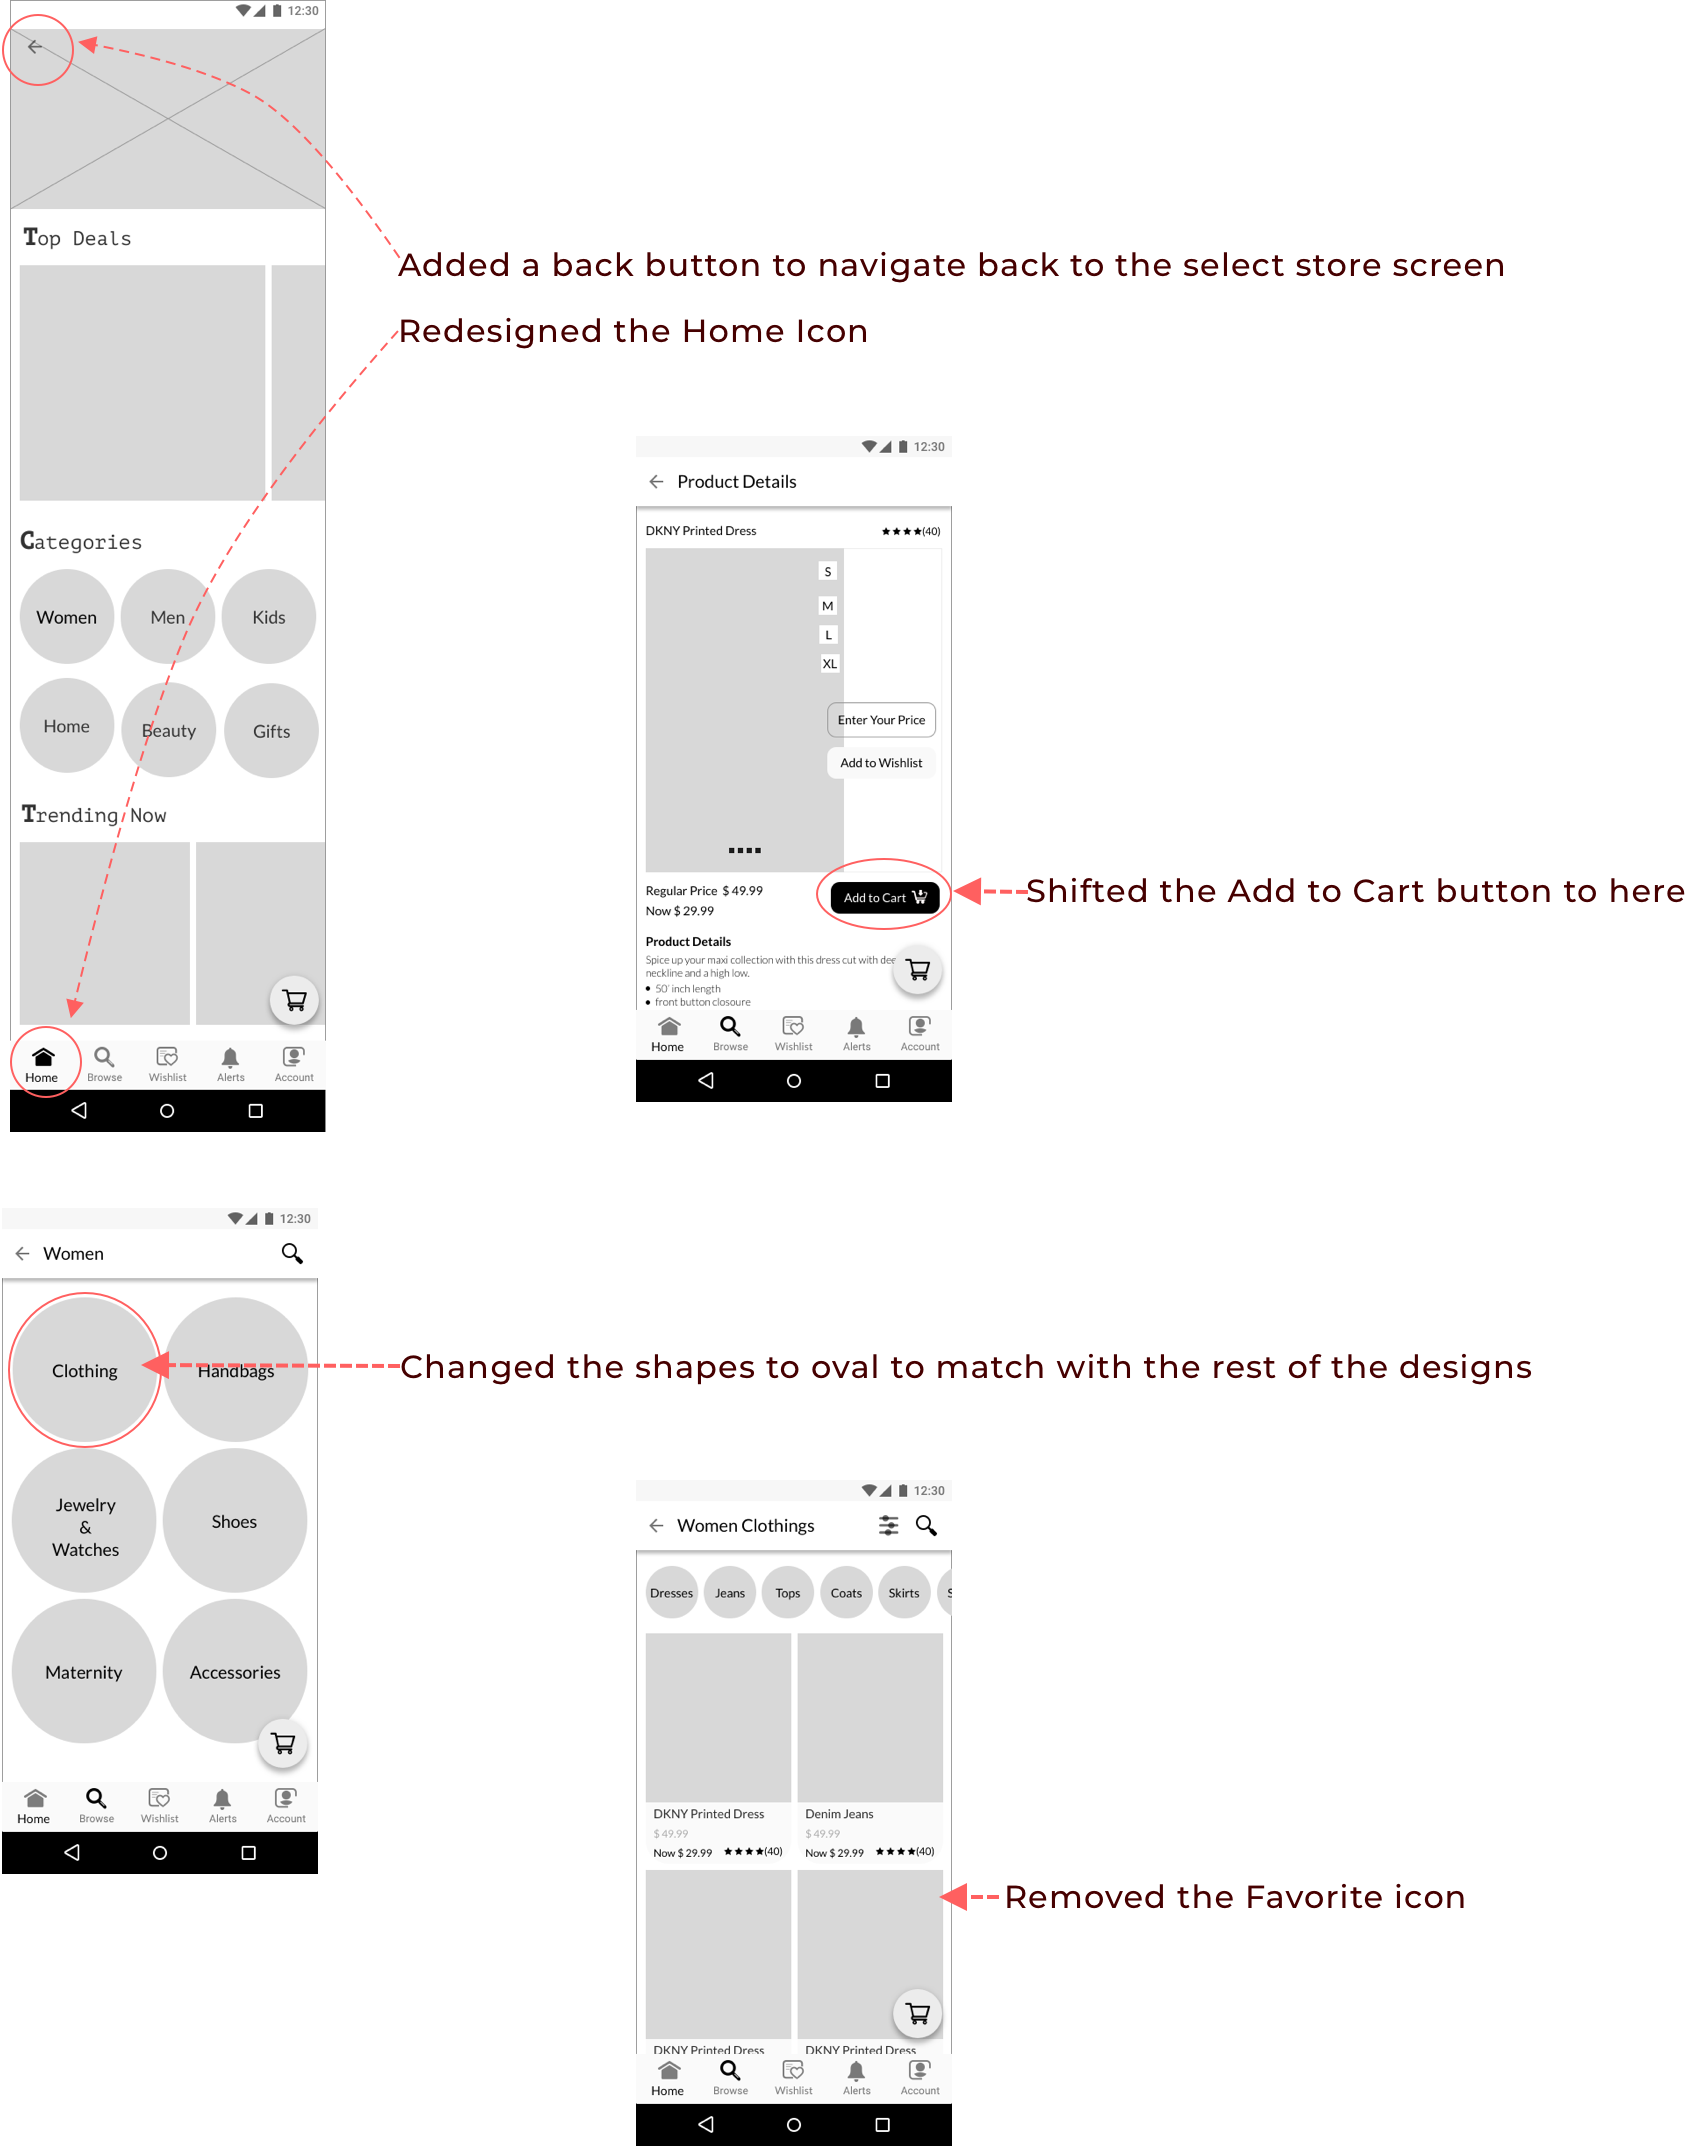 12:30
Top Deals
Added a back button to navigate back to the select store screen
Redesigned the Home Icon
Categories
Women Men Kids
Home Beauty Gifts
Trending Now
Home Browse Wishlist Alerts Account
12:30
Product Details
DKNY Printed Dress (40)
S
M
L
XL
Enter Your Price
Add to Wishlist
Regular Price $ 49.99
Now $ 29.99
Add to Cart
Shifted the Add to Cart button to here
Product Details
Spice up your maxi collection with this dress cut with dee
neckline and a high low.
50' inch length
front button closoure
Home Browse Wishlist Alerts Account
12:30
Women
Clothing Handbags
Changed the shapes to oval to match with the rest of the designs
Jewelry
&
Watches
Shoes
Maternity Accessories
Home Browse Wishlist Alerts Account
12:30
Women Clothings
Dresses Jeans Tops Coats Skirts S
DKNY Printed Dress
$ 49.99
Now $ 29.99 (40)
Denim Jeans
$ 49.99
Now $ 29.99 (40)
Removed the Favorite icon
DKNY Printed Dress DKNY Printed Dress
Home Browse Wishlist Alerts Account